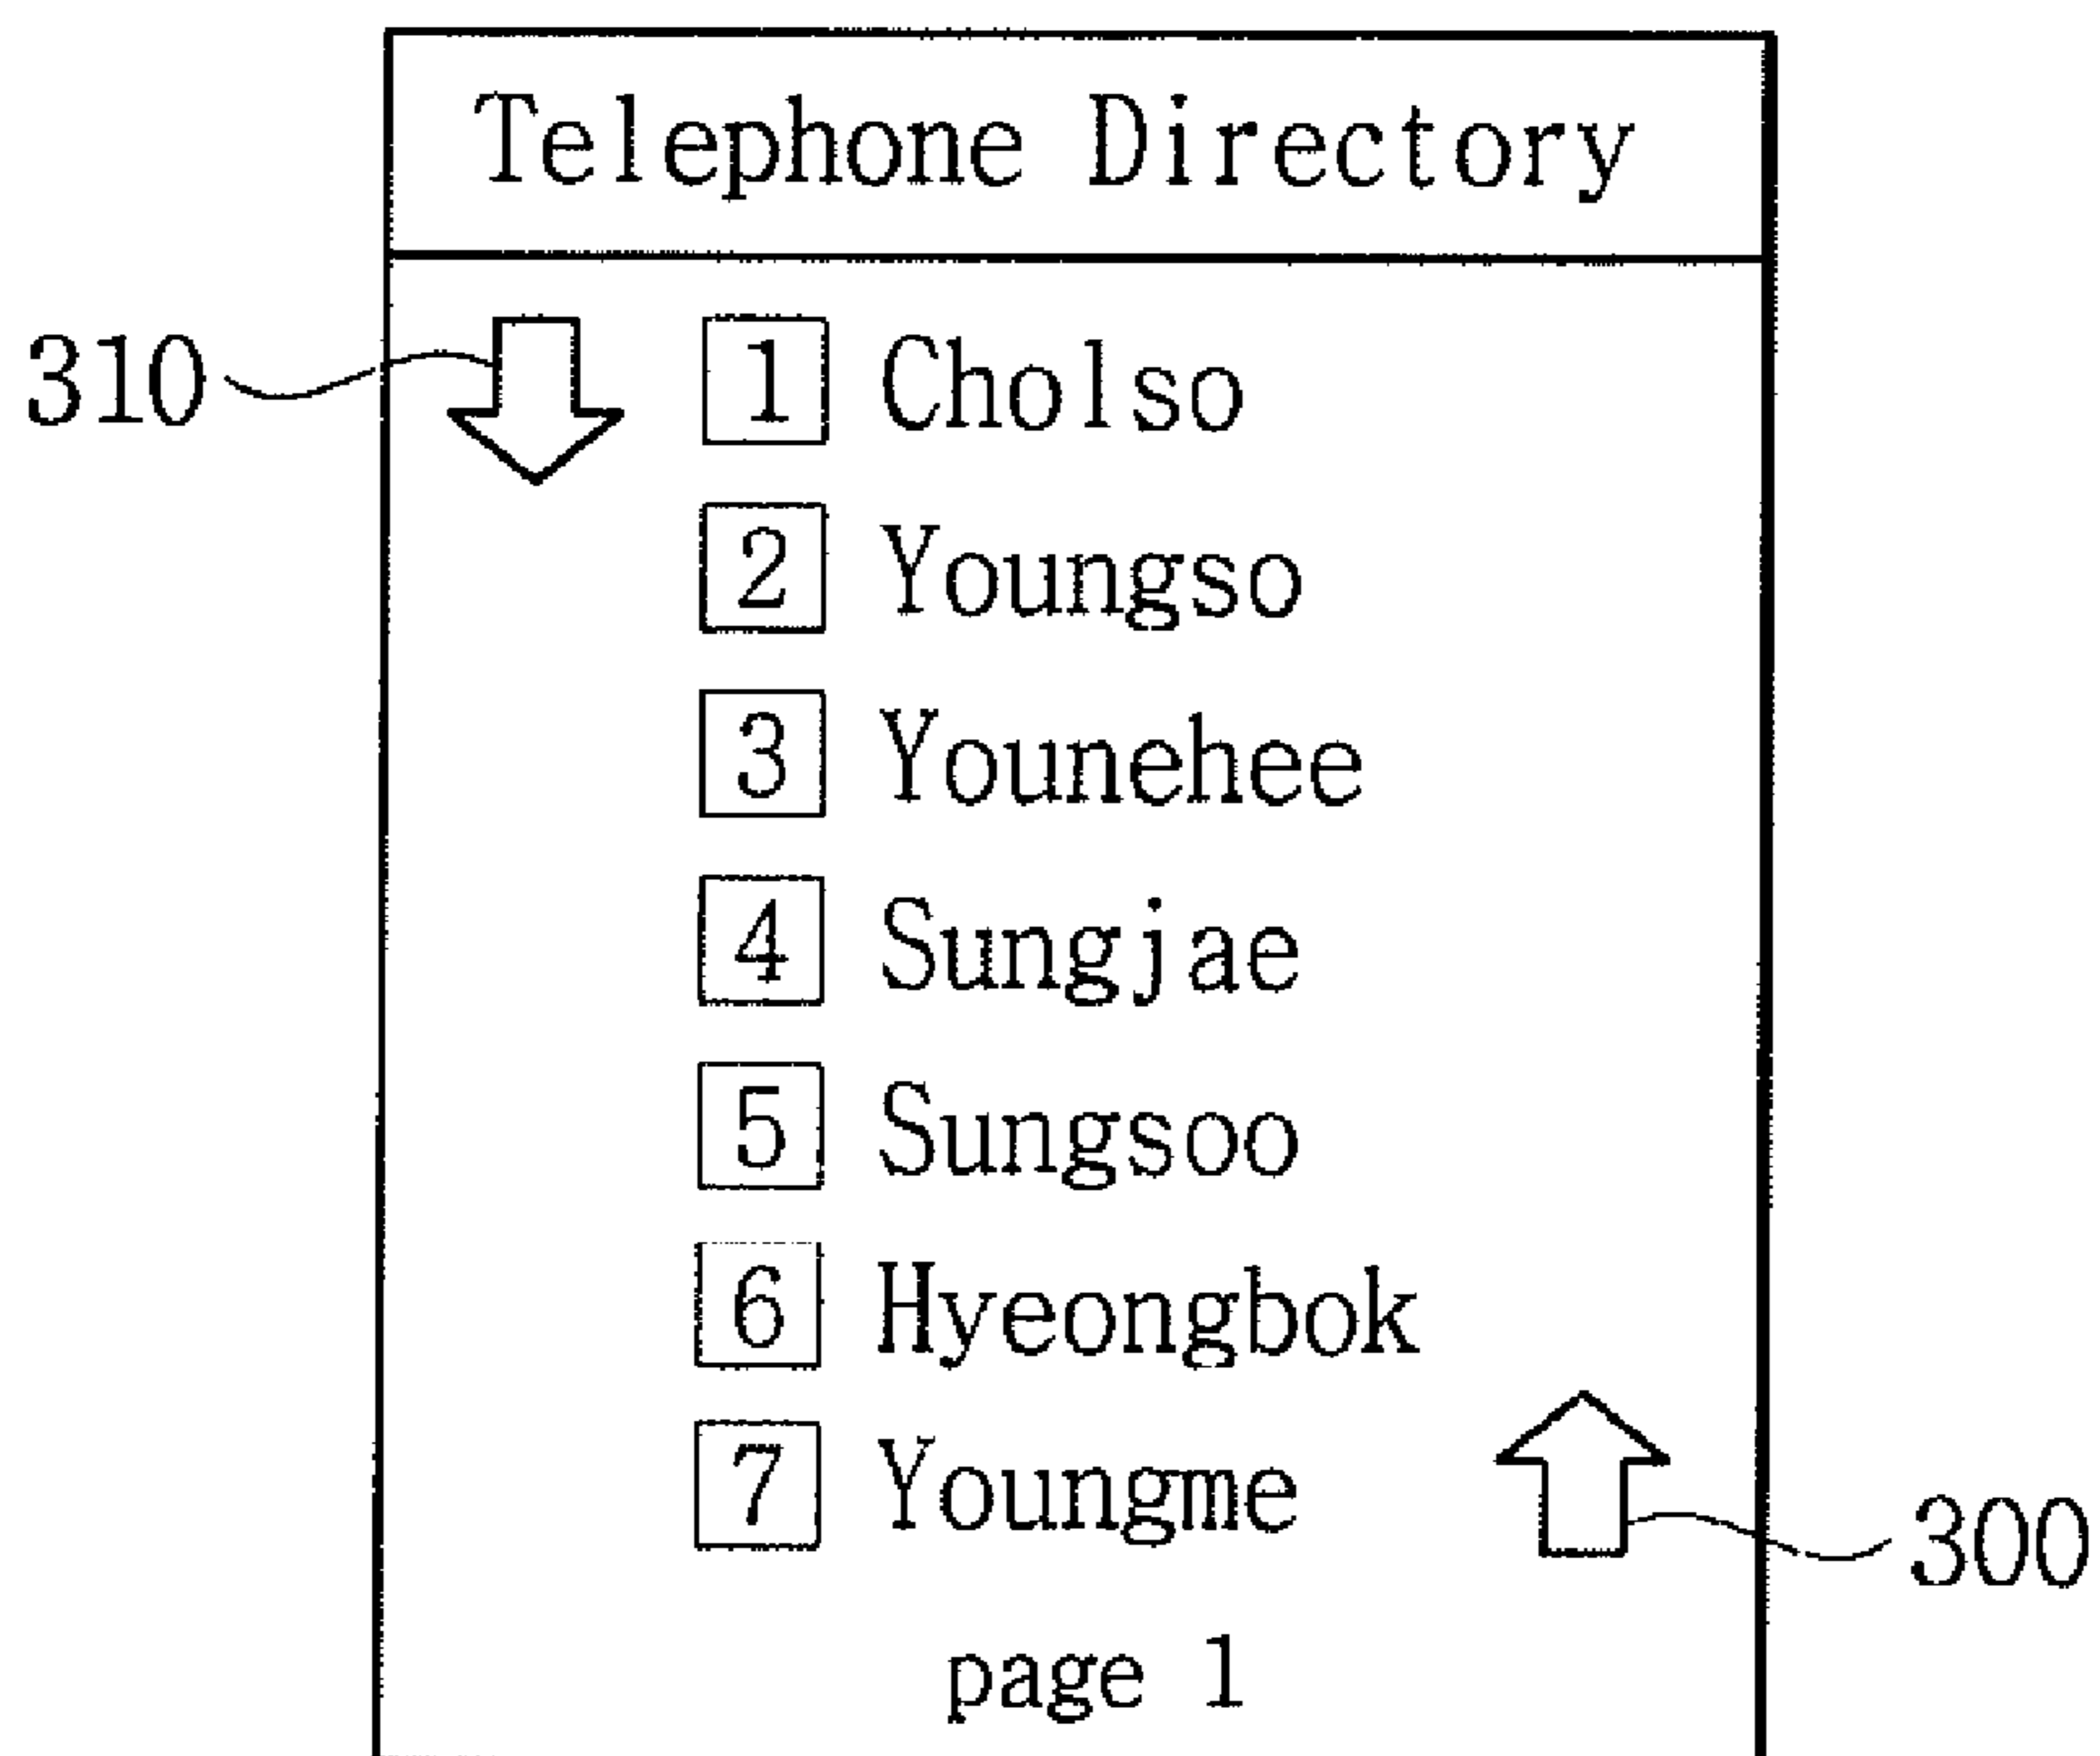 Telephone Directory
310
1 Cholso
2 Youngso
3 Younehee
4 Sungjae
5 Sungsoo
6 Hyeongbok
7 Youngme
300
page 1